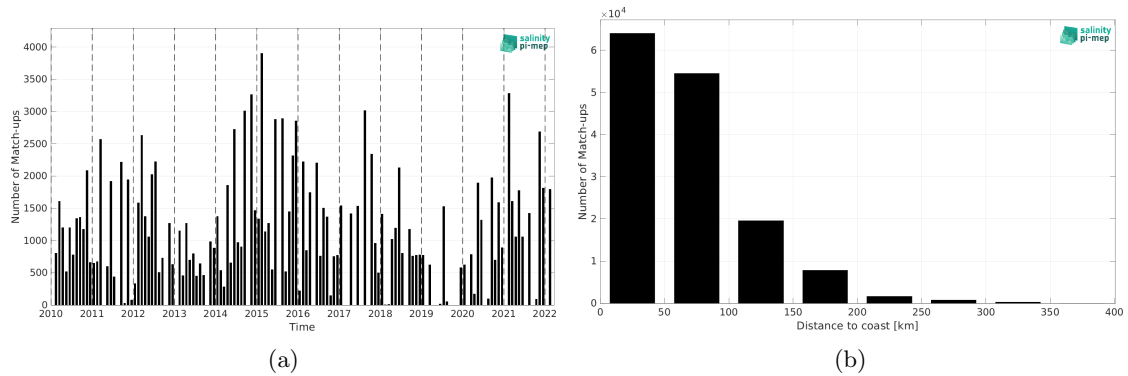 salinity
pi-mep
4000
3500
3000
2500
2000
1500
1000
500
0
Number of Match-ups
2010 2011 2012 2013 2014 2015 2016 2017 2018 2019 2020 2021 2022
Time
(a)
×10⁴
salinity
pi-mep
6
5
4
3
2
1
0
Number of Match-ups
0 50 100 150 200 250 300 350 400
Distance to coast [km]
(b)